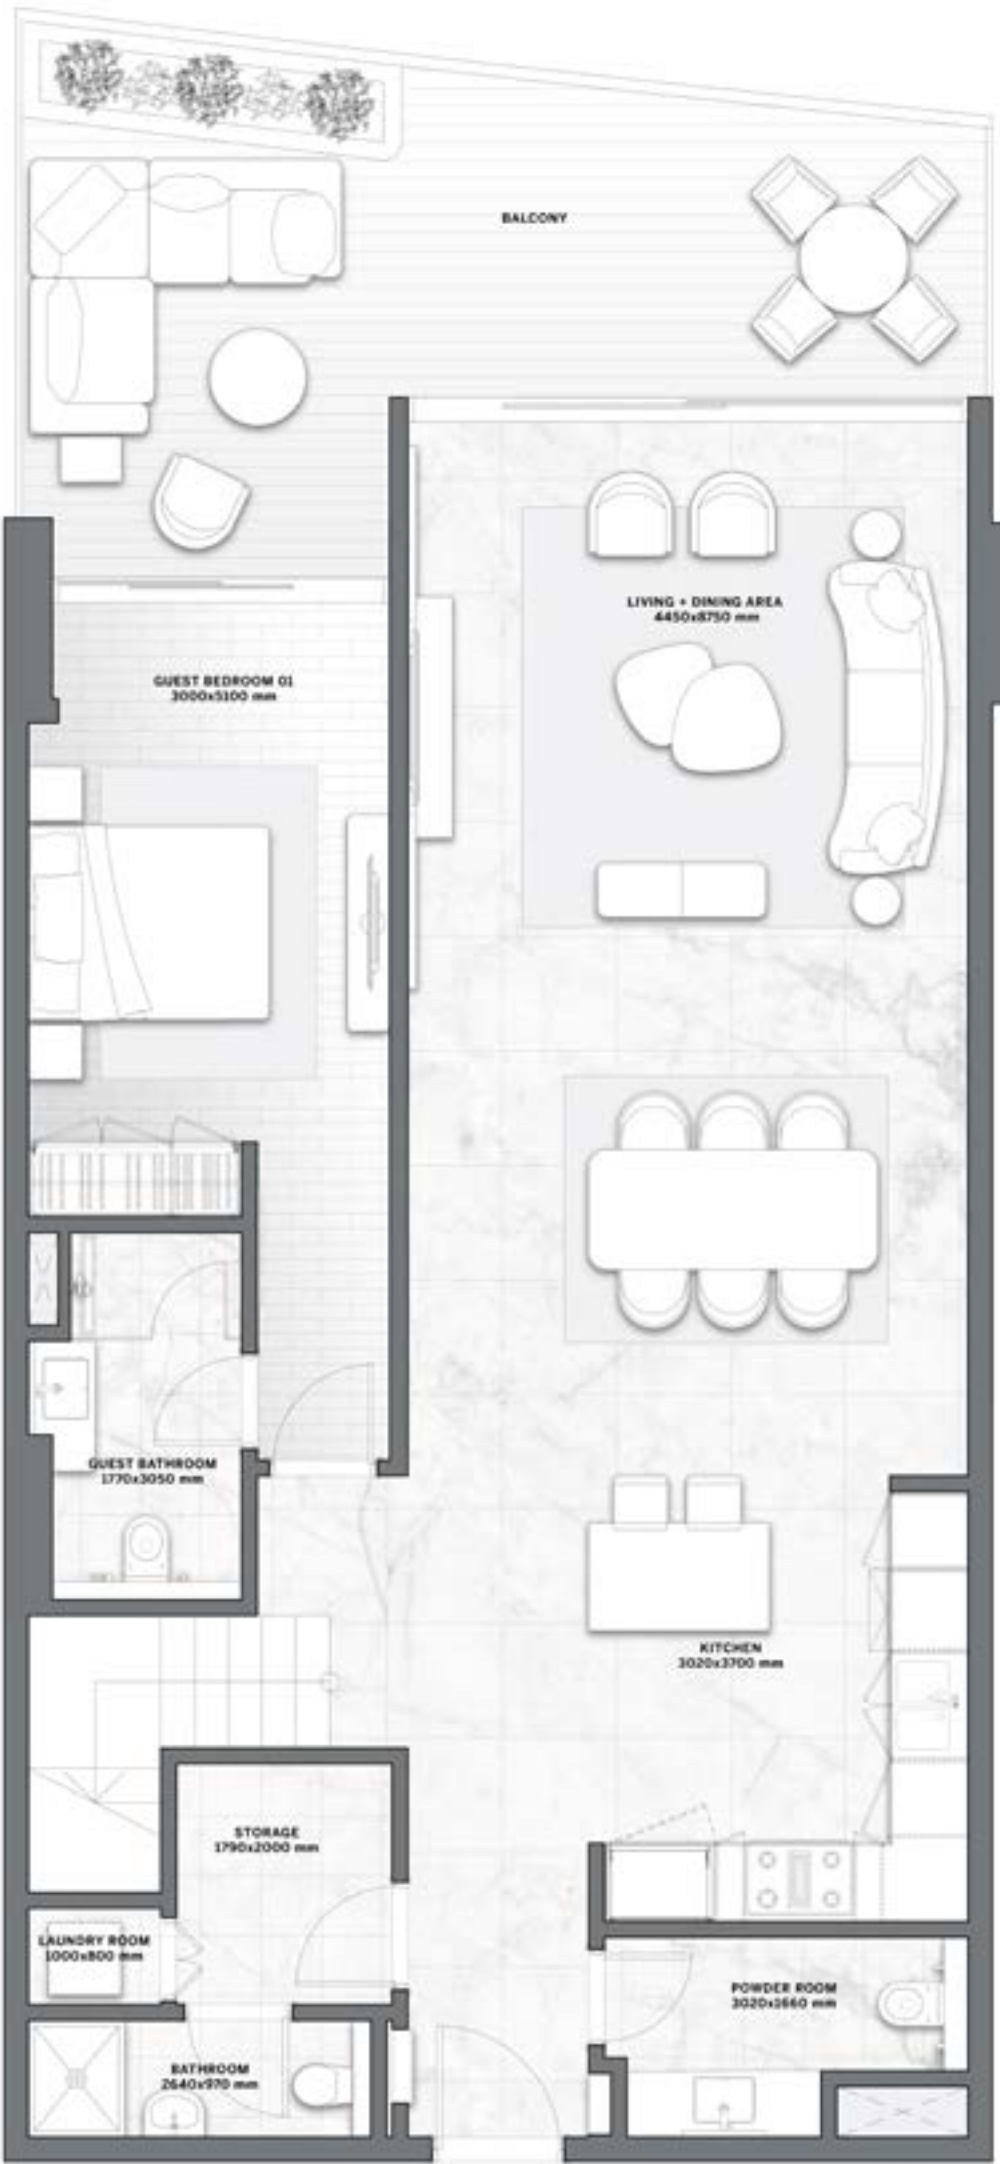 BALCONY
LIVING + DINING AREA
4450x8750 mm
GUEST BEDROOM 01
3000x5100 mm
GUEST BATHROOM
1770x3050 mm
KITCHEN
3020x3700 mm
STORAGE
1790x2000 mm
LAUNDRY ROOM
1000x800 mm
POWDER ROOM
3020x1660 mm
BATHROOM
2640x970 mm